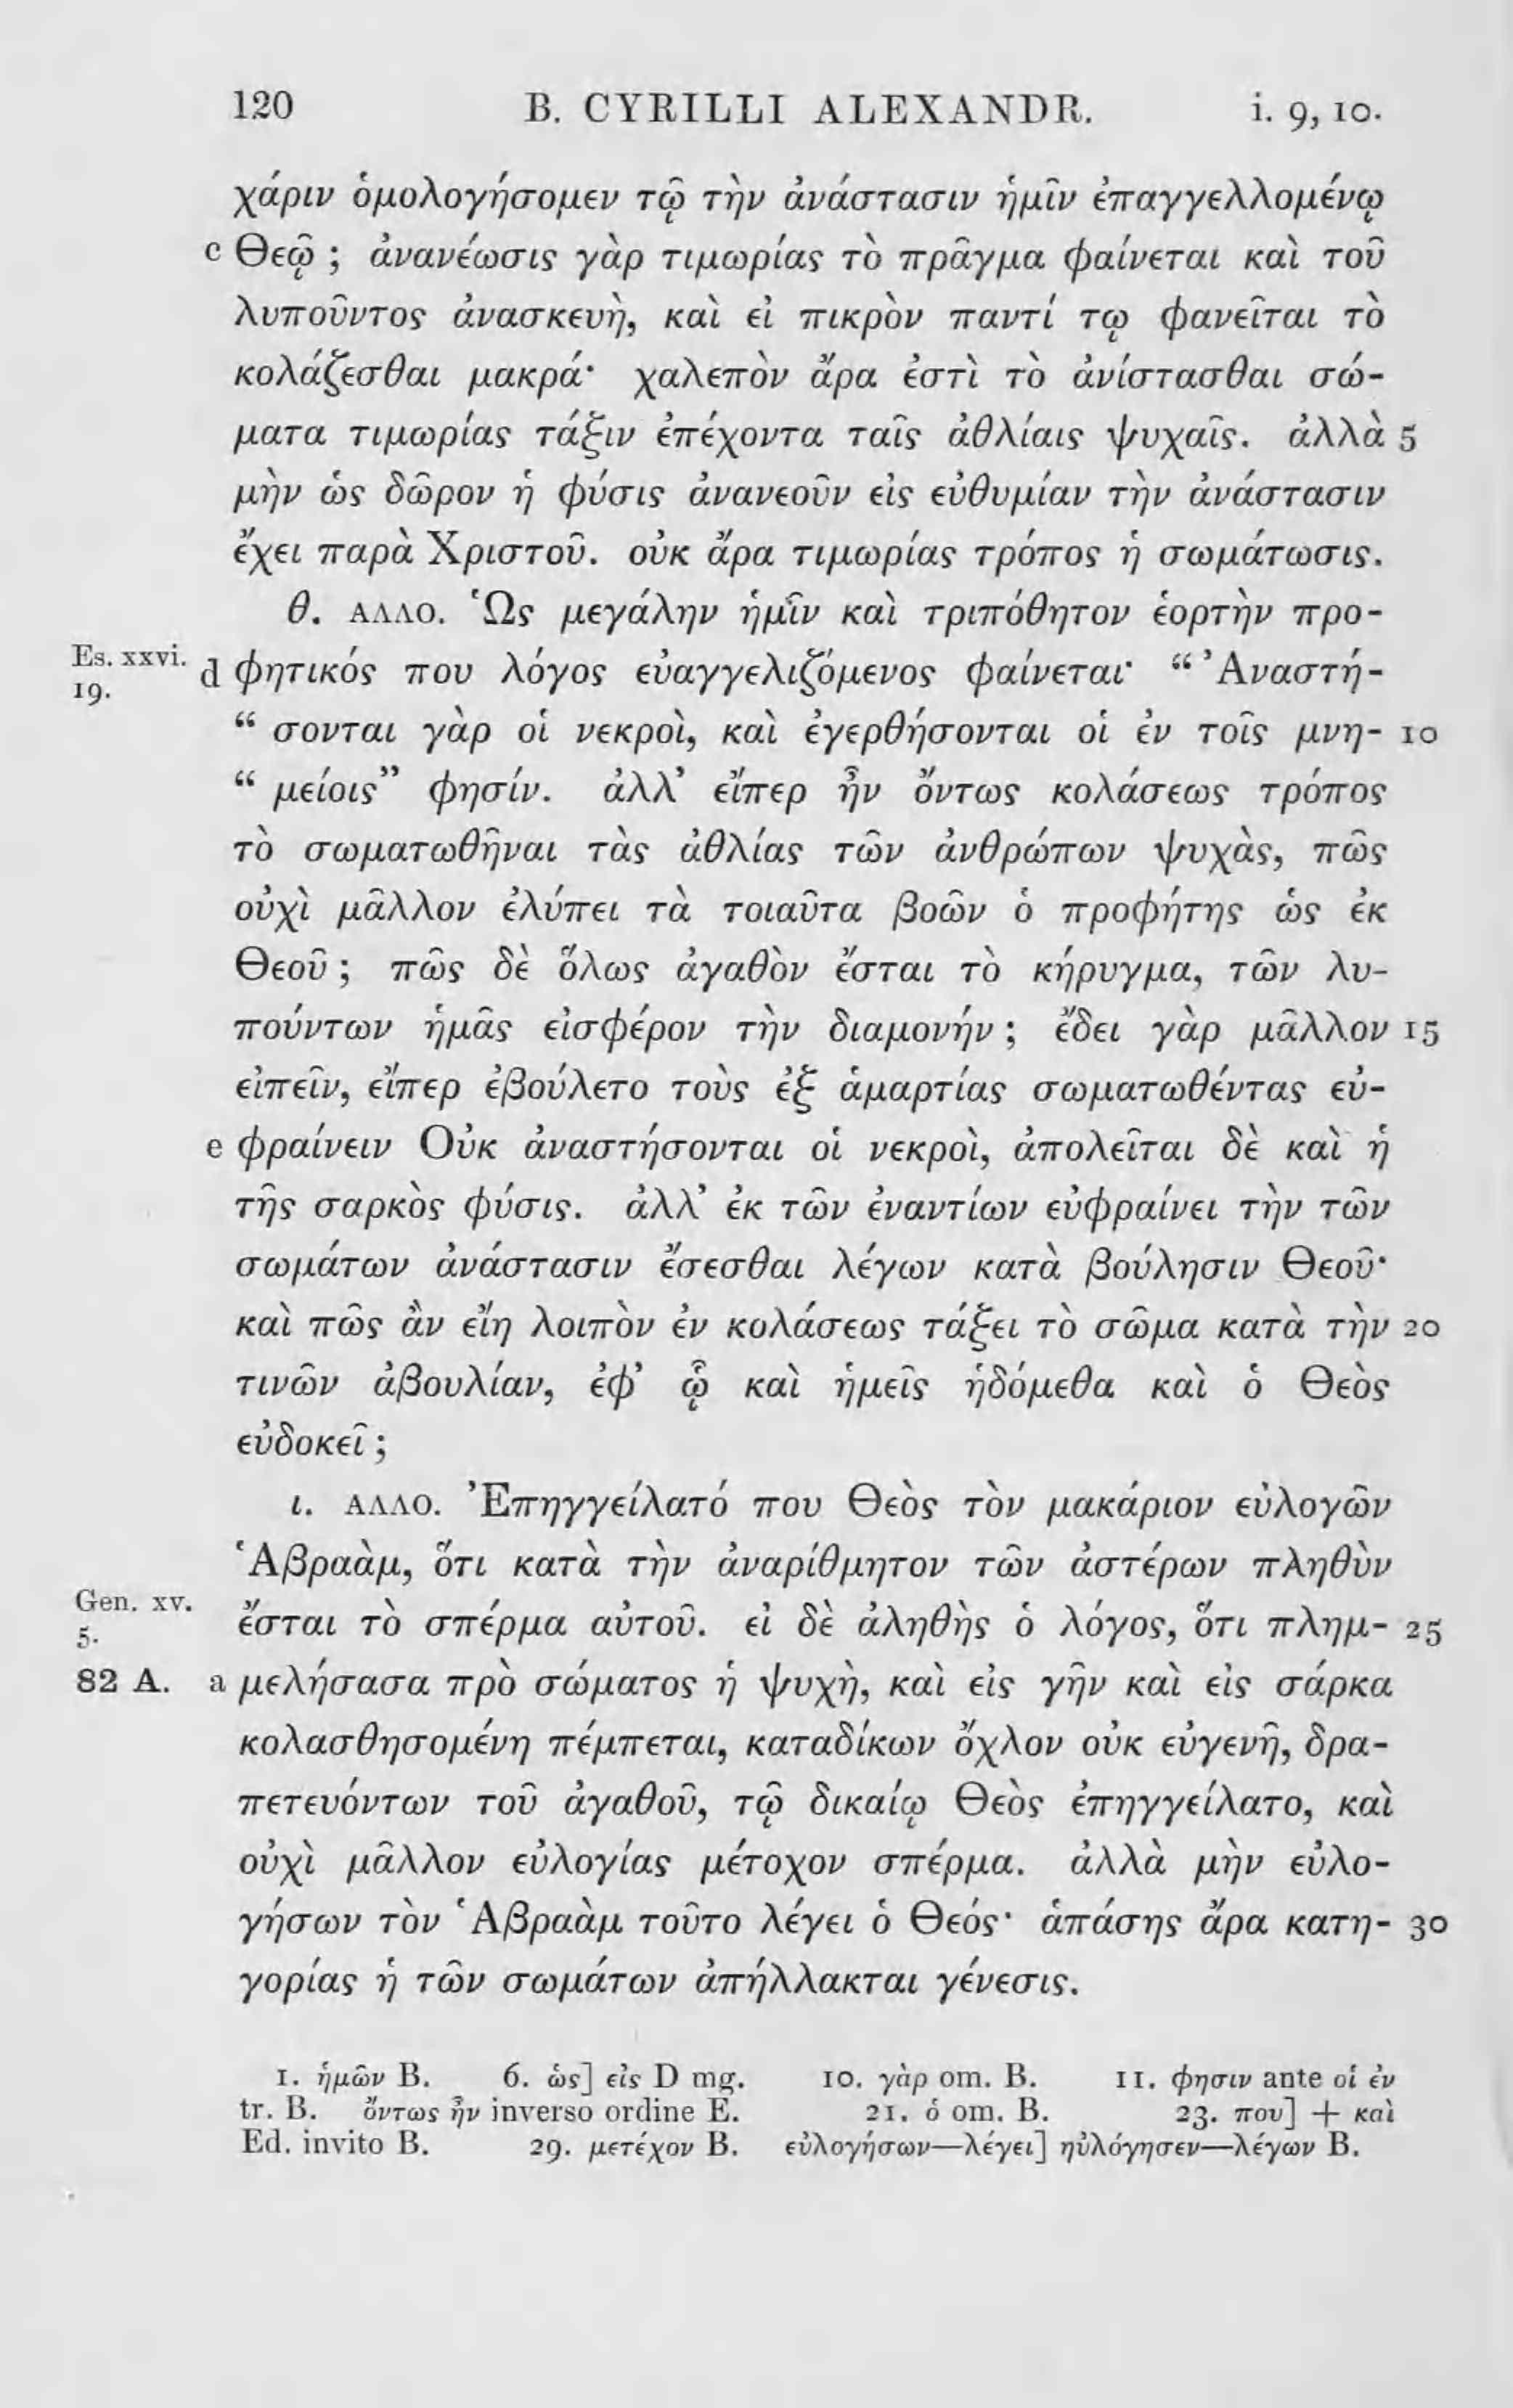 120 B. CYRILLI ALEXANDR. i. 9, 10.
χάριν ὁμολογήσομεν τῷ τὴν ἀνάστασιν ἡμῖν ἐπαγγελλομένῳ
c Θεῷ ; ἀνανέωσις γὰρ τιμωρίας τὸ πρᾶγμα φαίνεται καὶ τοῦ
λυποῦντος ἀνασκευὴ, καὶ εἰ πικρὸν παντί τῳ φανεῖται τὸ
κολάζεσθαι μακρά· χαλεπὸν ἄρα ἐστὶ τὸ ἀνίστασθαι σώ-
ματα τιμωρίας τάξιν ἐπέχοντα ταῖς ἀθλίαις ψυχαῖς. ἀλλὰ 5
μὴν ὡς δῶρον ἡ φύσις ἀνανεοῦν εἰς εὐθυμίαν τὴν ἀνάστασιν
ἔχει παρὰ Χριστοῦ. οὐκ ἄρα τιμωρίας τρόπος ἡ σωμάτωσις.
θ. ΑΛΛΟ. Ὡς μεγάλην ἡμῖν καὶ τριπόθητον ἑορτὴν προ-
Es. xxvi. 19. d φητικός που λόγος εὐαγγελιζόμενος φαίνεται· “ Ἀναστή-
“ σονται γὰρ οἱ νεκροὶ, καὶ ἐγερθήσονται οἱ ἐν τοῖς μνη- 10
“ μείοις” φησίν. ἀλλ’ εἴπερ ἦν ὄντως κολάσεως τρόπος
τὸ σωματωθῆναι τὰς ἀθλίας τῶν ἀνθρώπων ψυχὰς, πῶς
οὐχὶ μᾶλλον ἐλύπει τὰ τοιαῦτα βοῶν ὁ προφήτης ὡς ἐκ
Θεοῦ ; πῶς δὲ ὅλως ἀγαθὸν ἔσται τὸ κήρυγμα, τῶν λυ-
πούντων ἡμᾶς εἰσφέρον τὴν διαμονήν ; ἔδει γὰρ μᾶλλον 15
εἰπεῖν, εἴπερ ἐβούλετο τοὺς ἐξ ἁμαρτίας σωματωθέντας εὐ-
e φραίνειν Οὐκ ἀναστήσονται οἱ νεκροὶ, ἀπολεῖται δὲ καὶ ἡ
τῆς σαρκὸς φύσις. ἀλλ’ ἐκ τῶν ἐναντίων εὐφραίνει τὴν τῶν
σωμάτων ἀνάστασιν ἔσεσθαι λέγων κατὰ βούλησιν Θεοῦ·
καὶ πῶς ἂν εἴη λοιπὸν ἐν κολάσεως τάξει τὸ σῶμα κατὰ τὴν 20
τινῶν ἀβουλίαν, ἐφ’ ᾧ καὶ ἡμεῖς ἡδόμεθα καὶ ὁ Θεὸς
εὐδοκεῖ ;
ι. ΑΛΛΟ. Ἐπηγγείλατό που Θεὸς τὸν μακάριον εὐλογῶν
Ἁβραὰμ, ὅτι κατὰ τὴν ἀναρίθμητον τῶν ἀστέρων πληθὺν
Gen. xv. 5. ἔσται τὸ σπέρμα αὐτοῦ. εἰ δὲ ἀληθὴς ὁ λόγος, ὅτι πλημ- 25
82 A. a μελήσασα πρὸ σώματος ἡ ψυχὴ, καὶ εἰς γῆν καὶ εἰς σάρκα
κολασθησομένη πέμπεται, καταδίκων ὄχλον οὐκ εὐγενῆ, δρα-
πετευόντων τοῦ ἀγαθοῦ, τῷ δικαίῳ Θεὸς ἐπηγγείλατο, καὶ
οὐχὶ μᾶλλον εὐλογίας μέτοχον σπέρμα. ἀλλὰ μὴν εὐλο-
γήσων τὸν Ἁβραὰμ τοῦτο λέγει ὁ Θεός· ἁπάσης ἄρα κατη- 30
γορίας ἡ τῶν σωμάτων ἀπήλλακται γένεσις.
1. ἡμῶν B. 6. ὡς] εἰς D mg. 10. γὰρ om. B. 11. φησιν ante οἱ ἐν
tr. B. ὄντως ἦν inverso ordine E. 21. ὁ om. B. 23. που] + καὶ
Ed. invito B. 29. μετέχον B. εὐλογήσων—λέγει] ηὐλόγησεν—λέγων B.